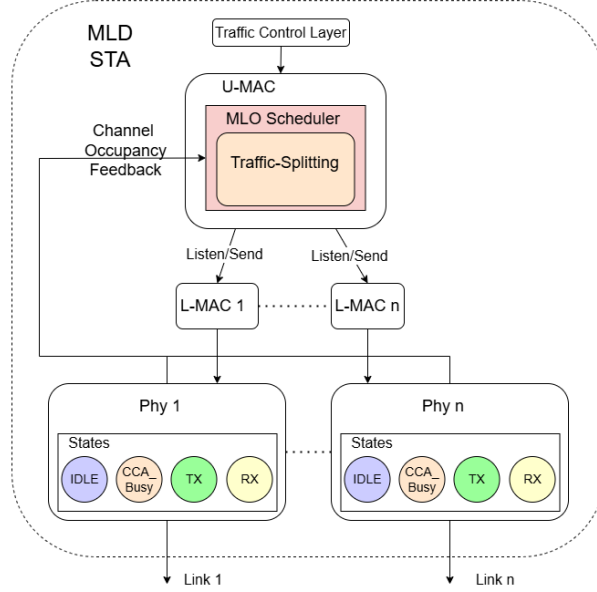 MLD
STA
Traffic Control Layer
U-MAC
MLO Scheduler
Traffic-Splitting
Channel
Occupancy
Feedback
Listen/Send
Listen/Send
L-MAC 1
L-MAC n
Phy 1
Phy n
States
IDLE
CCA_
Busy
TX
RX
States
IDLE
CCA_
Busy
TX
RX
Link 1
Link n